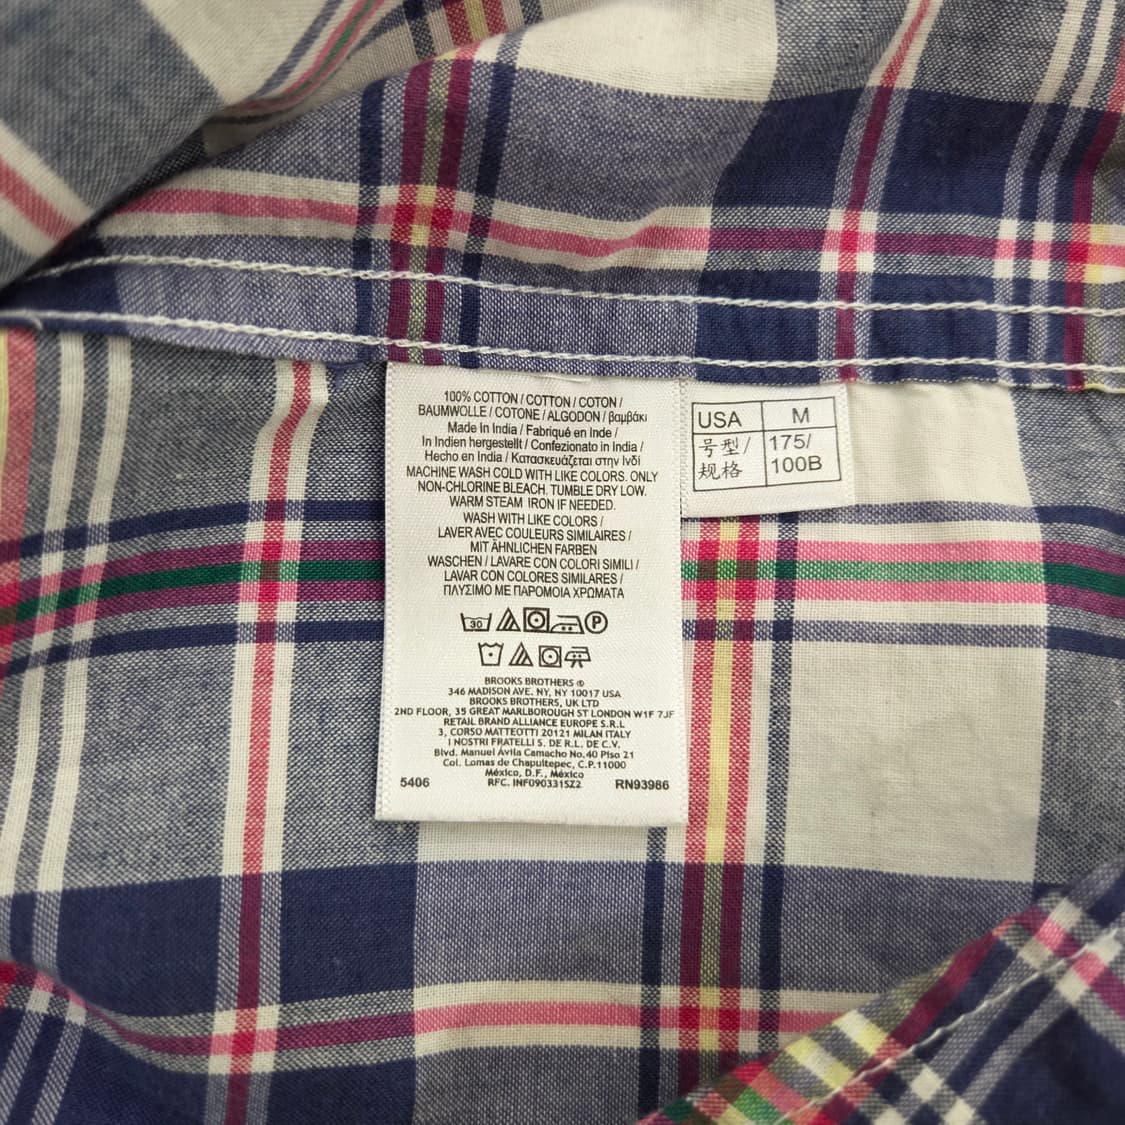 100% COTTON / COTTON / COTON /
BAUMWOLLE / COTONE / ALGODON / βαμβάκι
Made in India / Fabriqué en Inde /
In Indien hergestellt / Confezionato in India /
Hecho en India / Κατασκευάζεται στην Ινδί
MACHINE WASH COLD WITH LIKE COLORS. ONLY
NON-CHLORINE BLEACH. TUMBLE DRY LOW.
WARM STEAM IRON IF NEEDED.
WASH WITH LIKE COLORS /
LAVER AVEC COULEURS SIMILAIRES /
MIT ÄHNLICHEN FARBEN
WASCHEN / LAVARE CON COLORI SIMILI /
LAVAR CON COLORES SIMILARES /
ΠΛΥΣΙΜΟ ΜΕ ΠΑΡΟΜΟΙΑ ΧΡΩΜΑΤΑ
30 P
BROOKS BROTHERS ®
346 MADISON AVE. NY, NY 10017 USA
BROOKS BROTHERS, UK LTD
2ND FLOOR, 35 GREAT MARLBOROUGH ST LONDON W1F 7JF
RETAIL BRAND ALLIANCE EUROPE S.R.L
3, CORSO MATTEOTTI 20121 MILAN ITALY
I NOSTRI FRATELLI S. DE R.L. DE C.V.
Blvd. Manuel Ávila Camacho No.40 Piso 21
Col. Lomas de Chapultepec, C.P.11000
México, D.F., México
5406 RFC. INF090331SZ2 RN93986
USA M
号型/ 175/
规格 100B